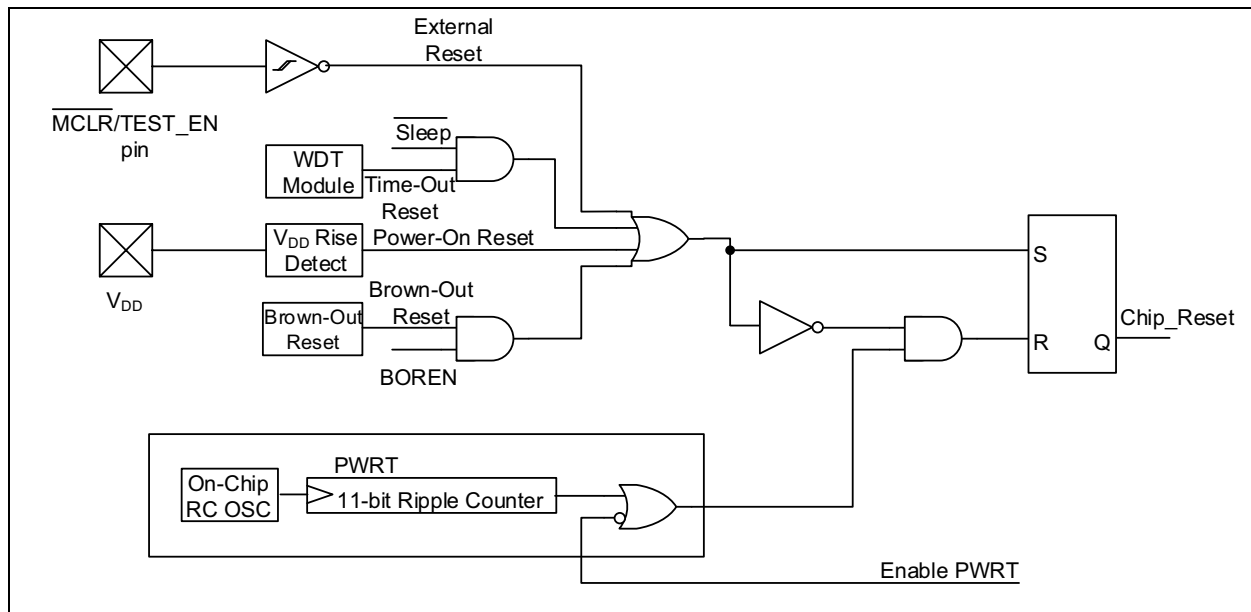 External
Reset
MCLR/TEST_EN
pin
Sleep
WDT
Module
Time-Out
Reset
VDD Rise
Detect
Power-On Reset
VDD
Brown-Out
Reset
Brown-Out
Reset
BOREN
S
R
Q
Chip_Reset
PWRT
On-Chip
RC OSC
11-bit Ripple Counter
Enable PWRT